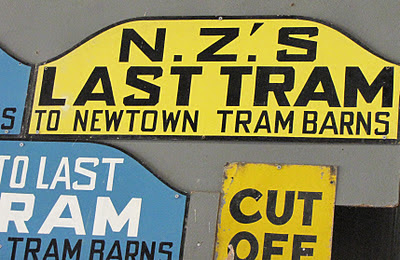 N.Z.'S
LAST TRAM
TO NEWTOWN TRAM BARNS
S
TO LAST
RAM
TRAM BARNS
CUT
OFF